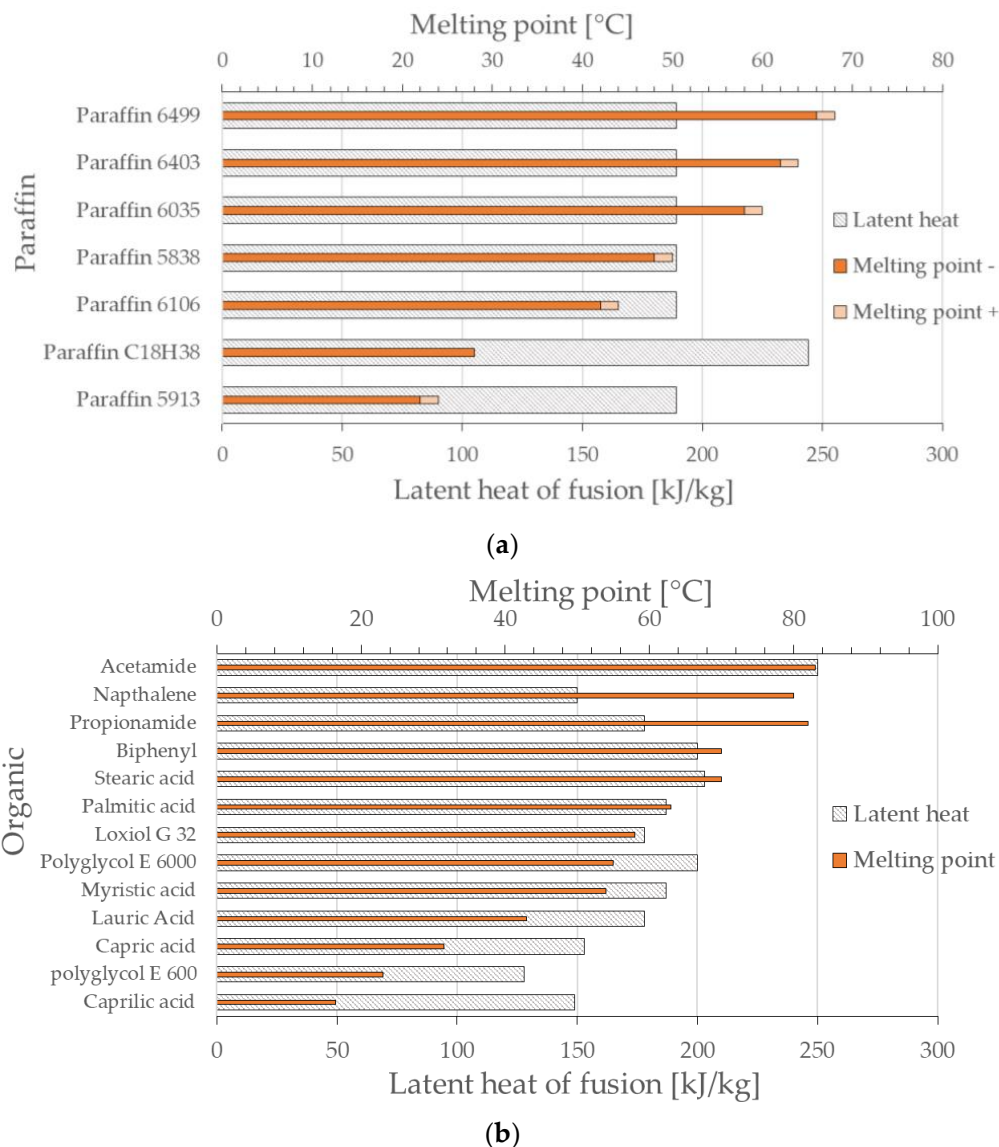 Melting point [°C]
0 10 20 30 40 50 60 70 80
Paraffin
Paraffin 6499
Paraffin 6403
Paraffin 6035
Paraffin 5838
Paraffin 6106
Paraffin C18H38
Paraffin 5913
Latent heat
Melting point -
Melting point +
0 50 100 150 200 250 300
Latent heat of fusion [kJ/kg]
(a)
Melting point [°C]
0 20 40 60 80 100
Organic
Acetamide
Napthalene
Propionamide
Biphenyl
Stearic acid
Palmitic acid
Loxiol G 32
Polyglycol E 6000
Myristic acid
Lauric Acid
Capric acid
polyglycol E 600
Caprilic acid
Latent heat
Melting point
0 50 100 150 200 250 300
Latent heat of fusion [kJ/kg]
(b)